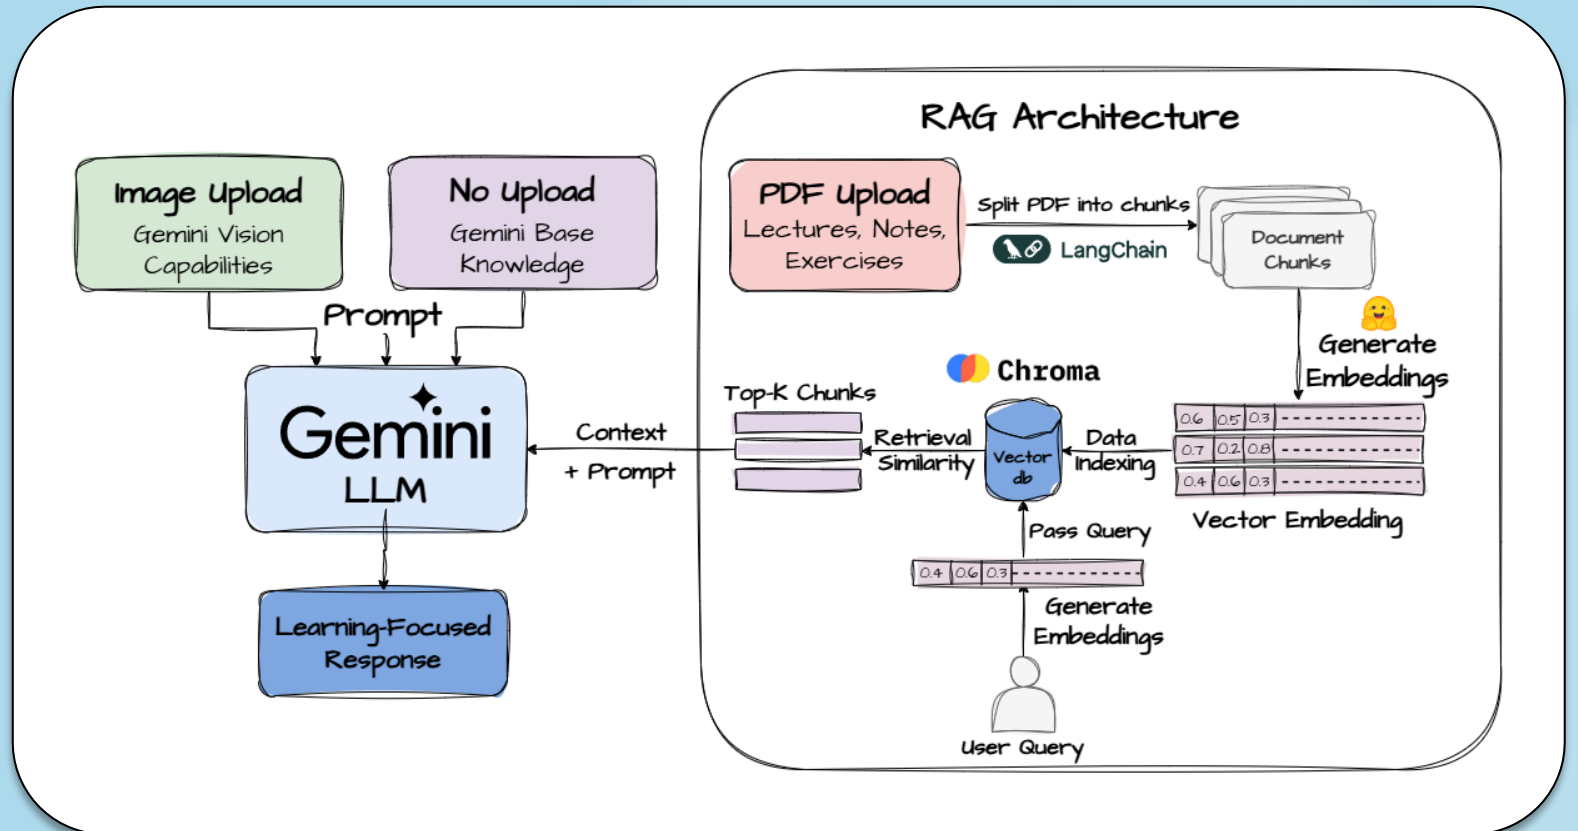 RAG Architecture
Image Upload
Gemini Vision
Capabilities
No Upload
Gemini Base
Knowledge
Prompt
PDF Upload
Lectures, Notes,
Exercises
Split PDF into chunks
LangChain
Document
Chunks
Generate
Embeddings
0.6 0.5 0.3
0.7 0.2 0.8
0.4 0.6 0.3
Vector Embedding
Data
Indexing
Chroma
Vector
db
Retrieval
Similarity
Top-K Chunks
Context
+ Prompt
Pass Query
0.4 0.6 0.3
Generate
Embeddings
User Query
Gemini
LLM
Learning-Focused
Response